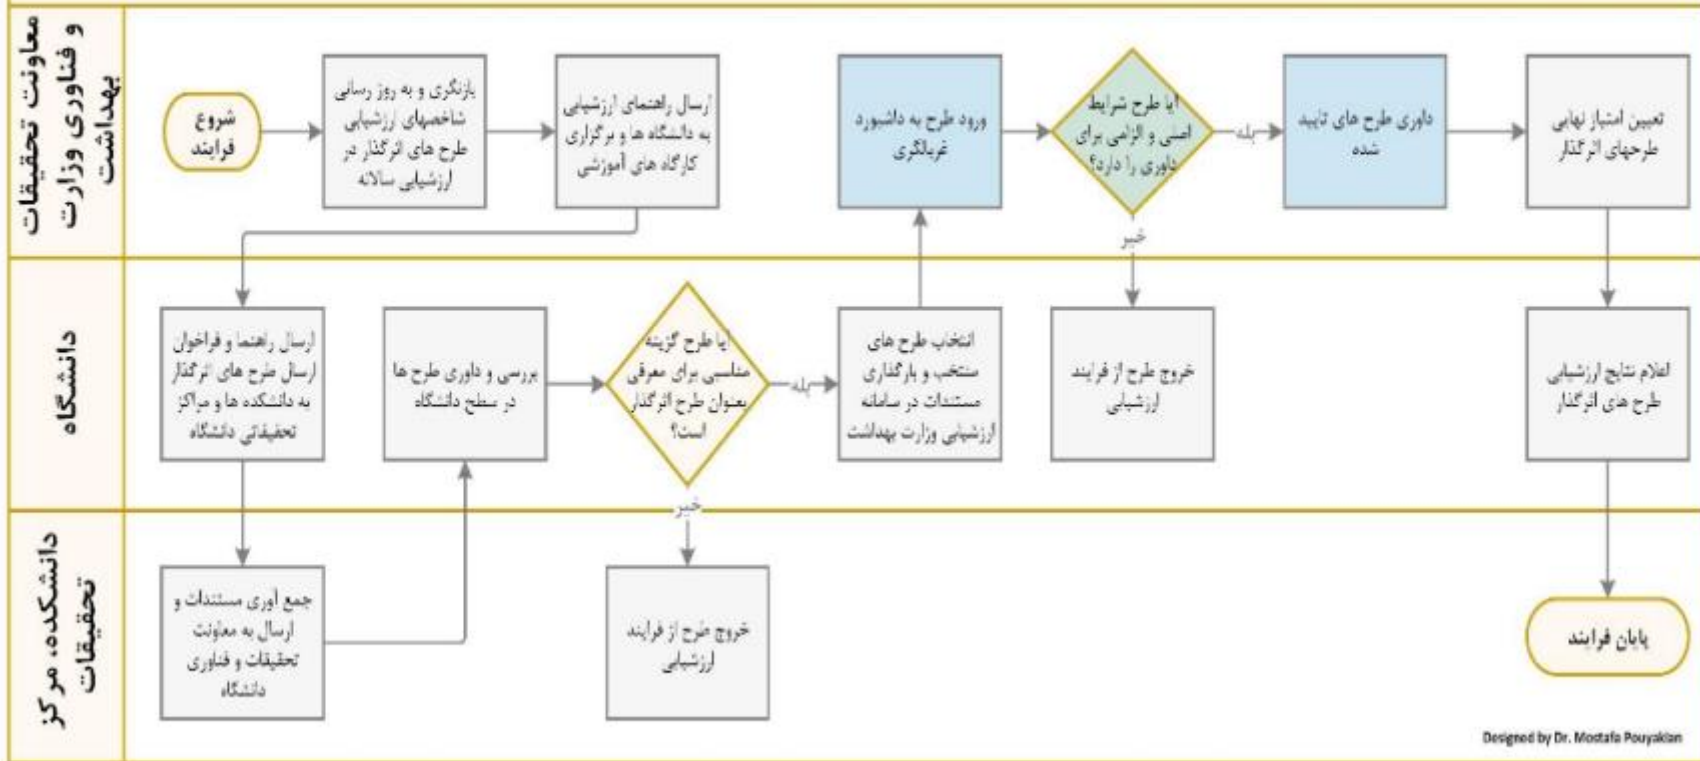 معاونت تحقیقات
و فناوری وزارت
بهداشت
شروع
فرایند
بازنگری و به روز رسانی
شاخصهای ارزشیابی
طرح های اثرگذار در
ارزشیابی سالانه
ارسال راهنمای ارزشیابی
به دانشگاه ها و برگزاری
کارگاه های آموزشی
ورود طرح به داشبورد
غربالگری
آیا طرح شرایط
اصلی و الزامی برای
داوری را دارد؟
بله
خیر
داوری طرح های تایید
شده
تعیین امتیاز نهایی
طرحهای اثرگذار
دانشگاه
ارسال راهنما و فراخوان
ارسال طرح های اثرگذار
به دانشکده ها و مراکز
تحقیقاتی دانشگاه
بررسی و داوری طرح ها
در سطح دانشگاه
آیا طرح گزینه
مناسبی برای معرفی
بعنوان طرح اثرگذار
است؟
بله
خیر
انتخاب طرح های
منتخب و بارگذاری
مستندات در سامانه
ارزشیابی وزارت بهداشت
خروج طرح از فرایند
ارزشیابی
اعلام نتایج ارزشیابی
طرح های اثرگذار
دانشکده، مرکز
تحقیقات
جمع آوری مستندات و
ارسال به معاونت
تحقیقات و فناوری
دانشگاه
خروج طرح از فرایند
ارزشیابی
پایان فرایند
Designed by Dr. Mostafa Pouyakian